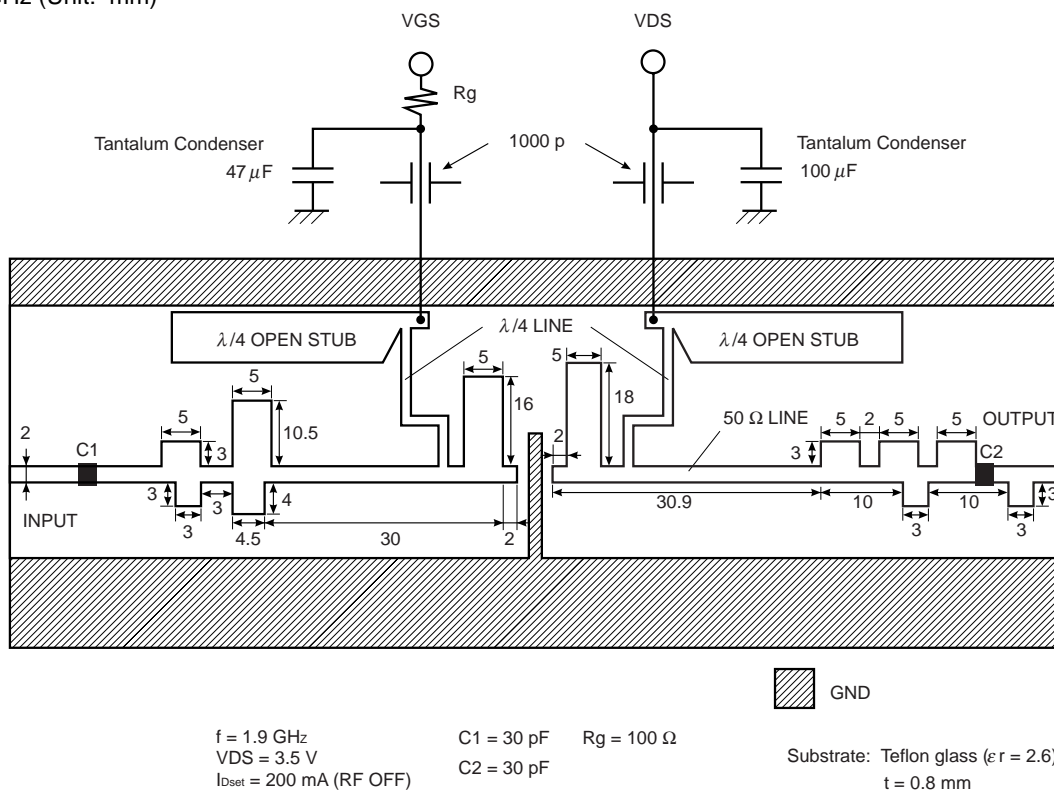 GHz (Unit: mm)
VGS VDS
Rg
Tantalum Condenser 1000 p Tantalum Condenser
47 μF 100 μF
λ/4 OPEN STUB λ/4 LINE λ/4 OPEN STUB
5 5
5 16 18
5 10.5 50 Ω LINE 5 2 5 5 OUTPUT
2 C1 3 2 3 C2
3 3 4 30.9 10 10 3
INPUT
3 4.5 30 2 3 3
GND
f = 1.9 GHz C1 = 30 pF Rg = 100 Ω
VDS = 3.5 V C2 = 30 pF
IDset = 200 mA (RF OFF)
Substrate: Teflon glass (εr = 2.6)
t = 0.8 mm